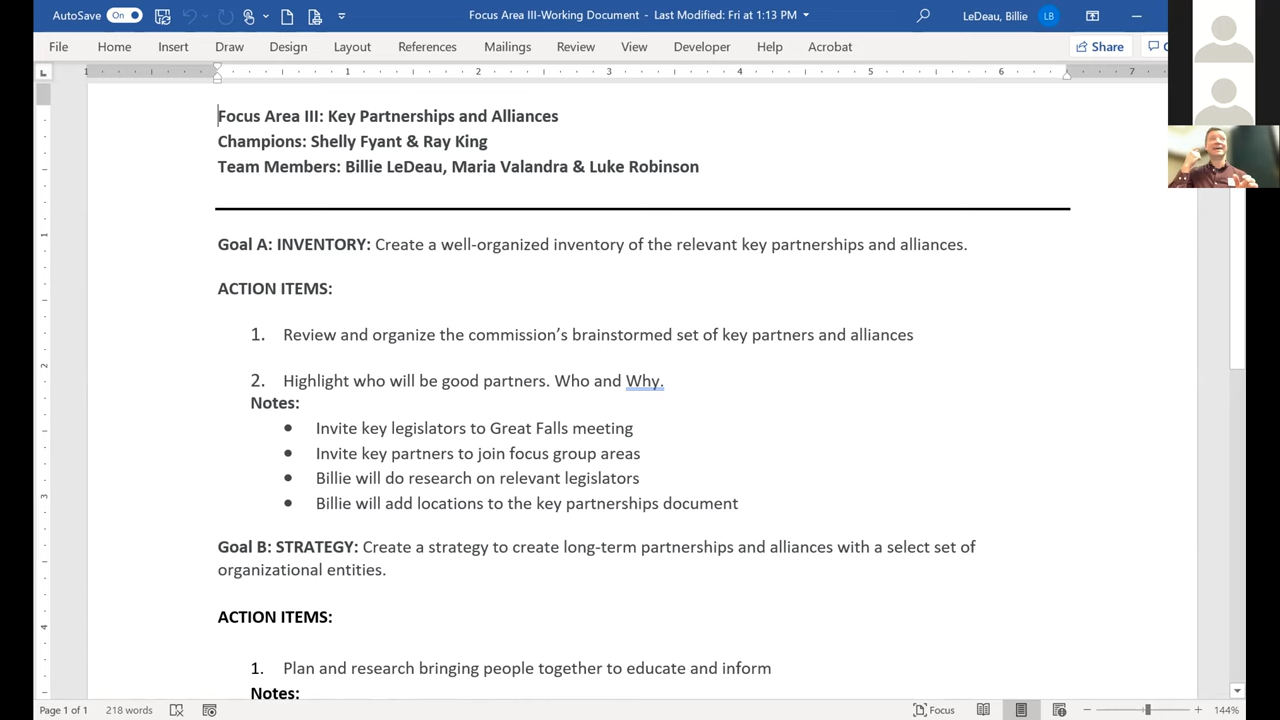 AutoSave On Focus Area III-Working Document - Last Modified: Fri at 1:13 PM LeDeau, Billie LB
File Home Insert Draw Design Layout References Mailings Review View Developer Help Acrobat Share
1 1 2 3 4 5 6 7
Focus Area III: Key Partnerships and Alliances
Champions: Shelly Fyant & Ray King
Team Members: Billie LeDeau, Maria Valandra & Luke Robinson
Goal A: INVENTORY: Create a well-organized inventory of the relevant key partnerships and alliances.
ACTION ITEMS:
1. Review and organize the commission’s brainstormed set of key partners and alliances
2. Highlight who will be good partners. Who and Why.
Notes:
• Invite key legislators to Great Falls meeting
• Invite key partners to join focus group areas
• Billie will do research on relevant legislators
• Billie will add locations to the key partnerships document
Goal B: STRATEGY: Create a strategy to create long-term partnerships and alliances with a select set of
organizational entities.
ACTION ITEMS:
1. Plan and research bringing people together to educate and inform
Notes:
Page 1 of 1 218 words Focus 144%